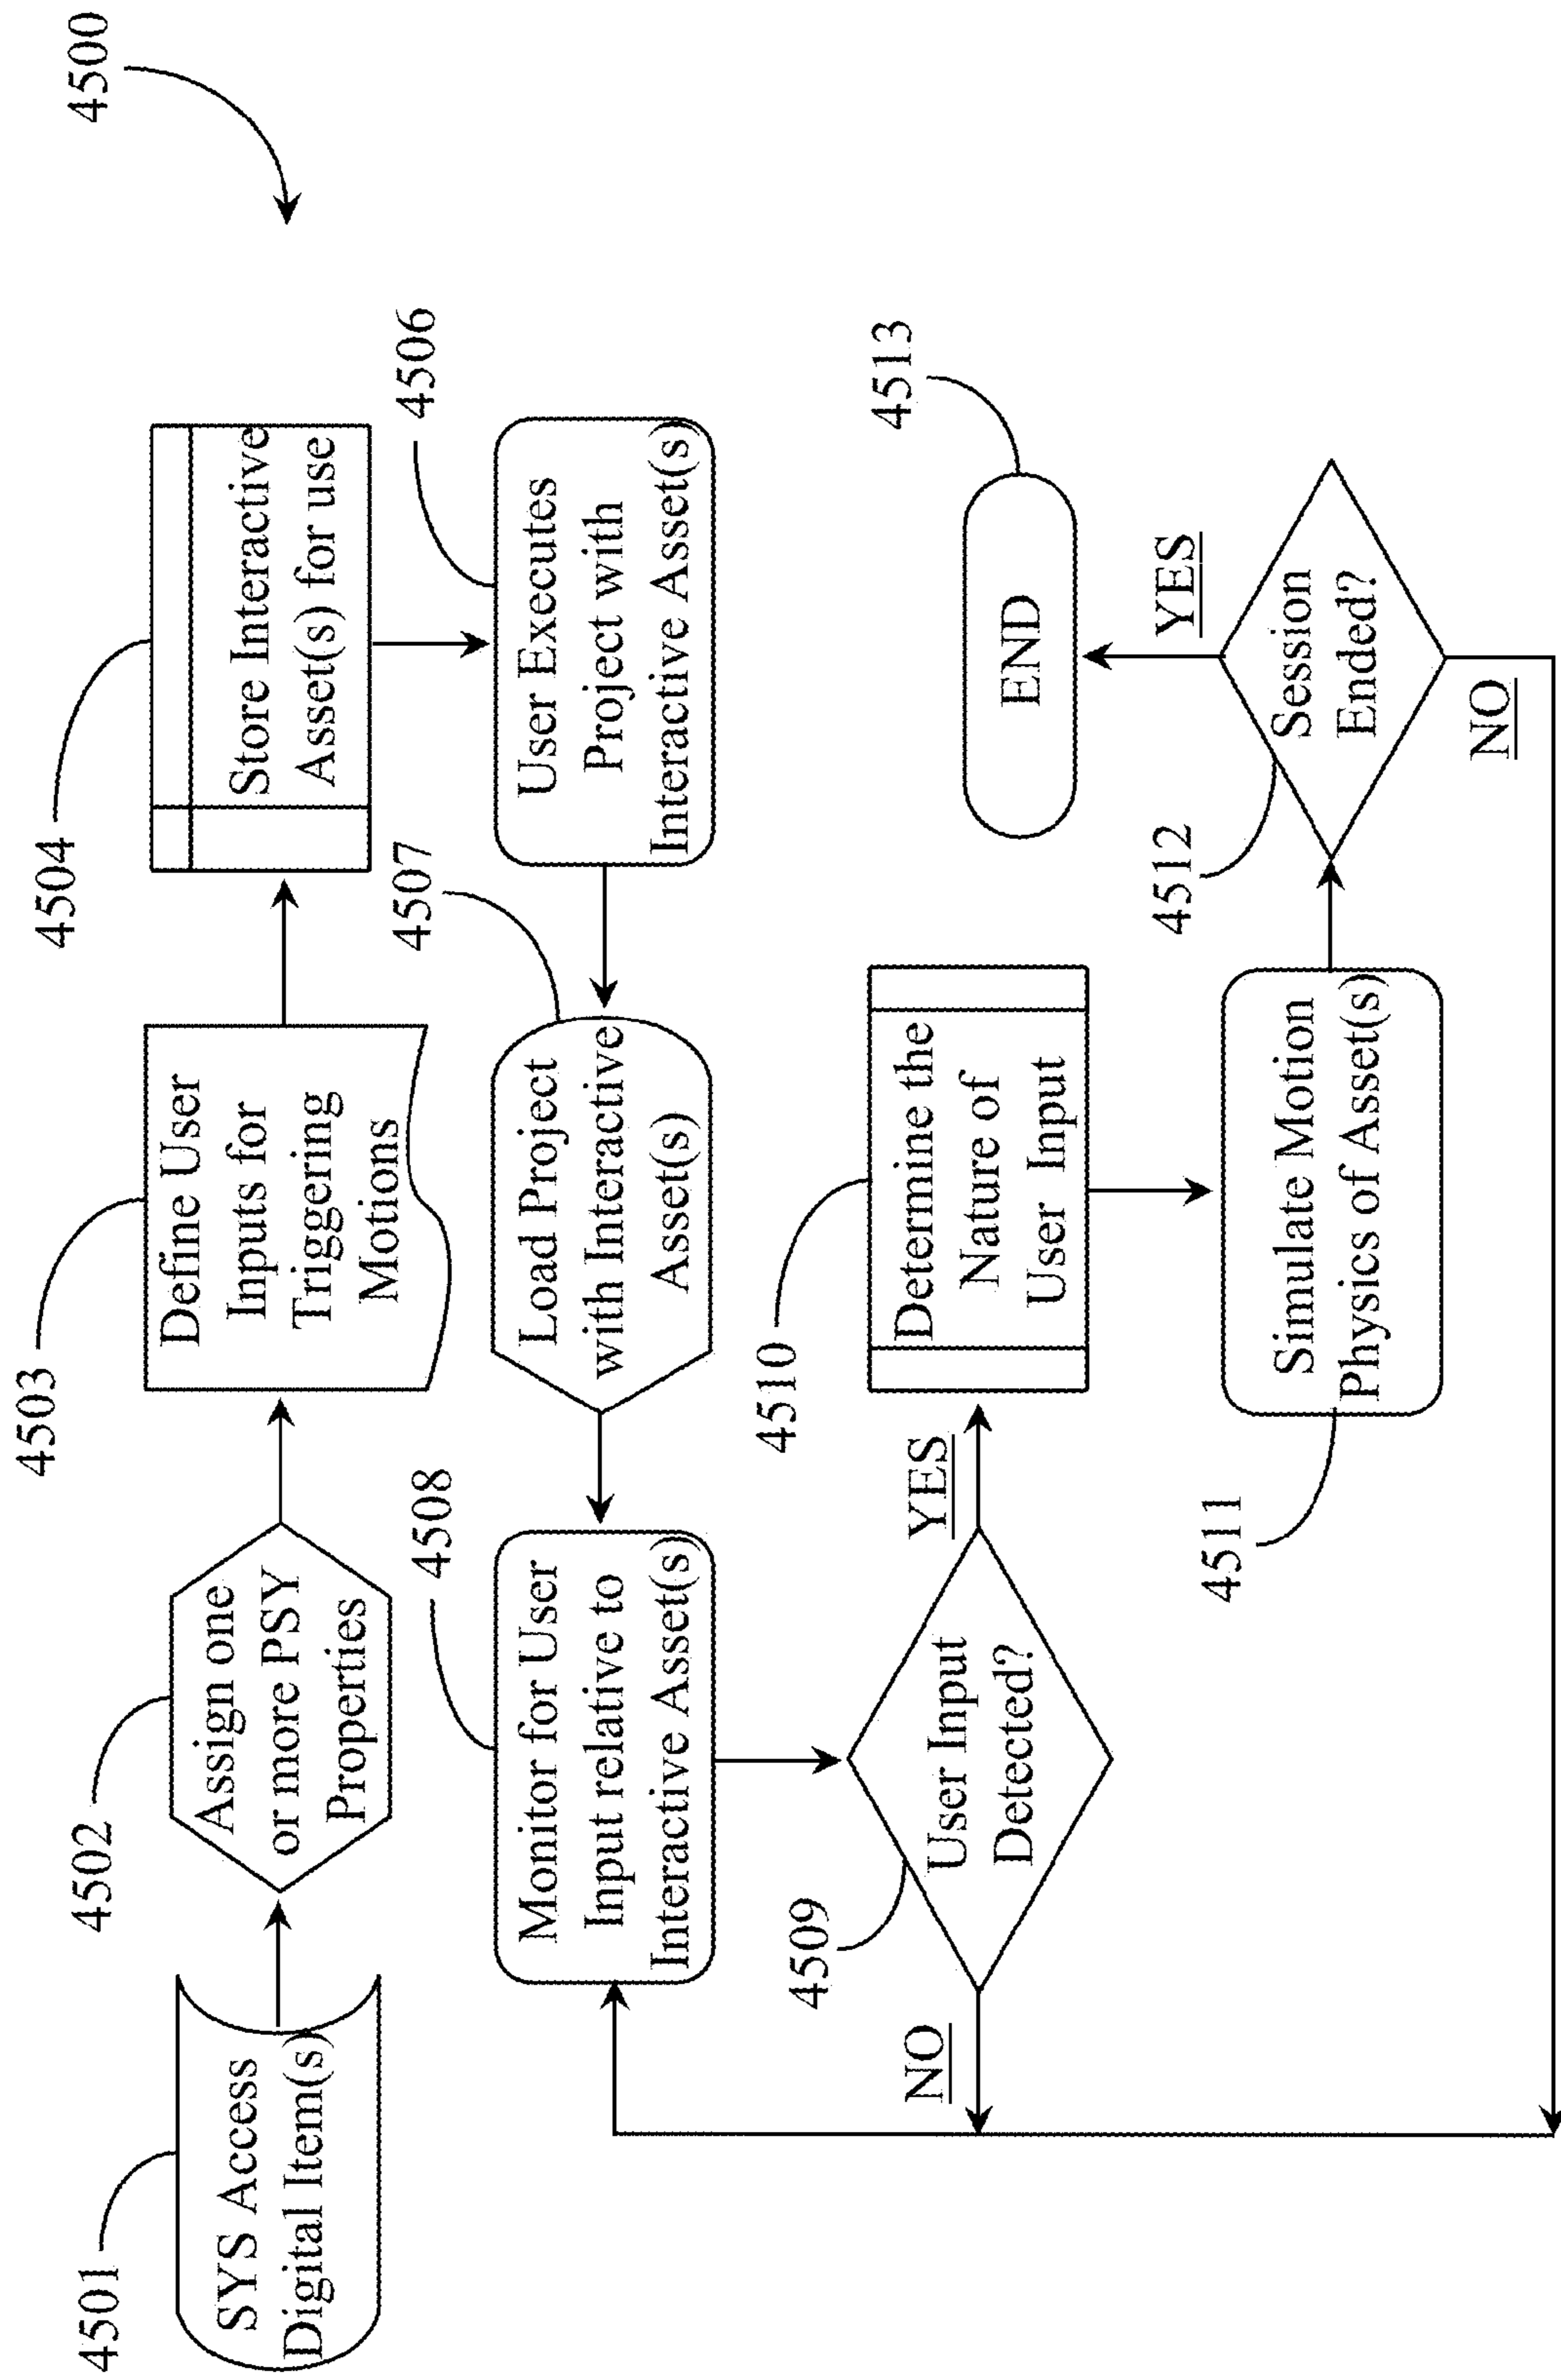 4500
4501
SYS Access
Digital Item(s)
4502
Assign one
or more PSY
Properties
4503
Define User
Inputs for
Triggering
Motions
4504
Store Interactive
Asset(s) for use
4506
User Executes
Project with
Interactive Asset(s)
4507
Load Project
with Interactive
Asset(s)
4508
Monitor for User
Input relative to
Interactive Asset(s)
4509
User Input
Detected?
NO
YES
4510
Determine the
Nature of
User Input
4511
Simulate Motion
Physics of Asset(s)
4512
Session
Ended?
YES
NO
4513
END